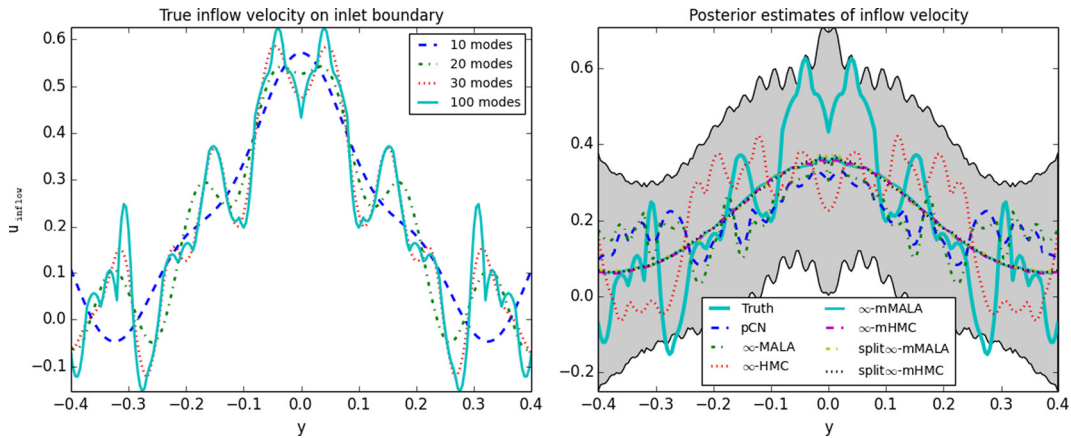 True inflow velocity on inlet boundary
0.6
0.5
0.4
0.3
0.2
0.1
0.0
−0.1
−0.4
−0.3
−0.2
−0.1
0.0
0.1
0.2
0.3
0.4
u_inflow
y
10 modes
20 modes
30 modes
100 modes
Posterior estimates of inflow velocity
0.6
0.4
0.2
0.0
−0.2
−0.4
−0.3
−0.2
−0.1
0.0
0.1
0.2
0.3
0.4
y
Truth
pCN
∞-MALA
∞-HMC
∞-mMALA
∞-mHMC
split∞-mMALA
split∞-mHMC